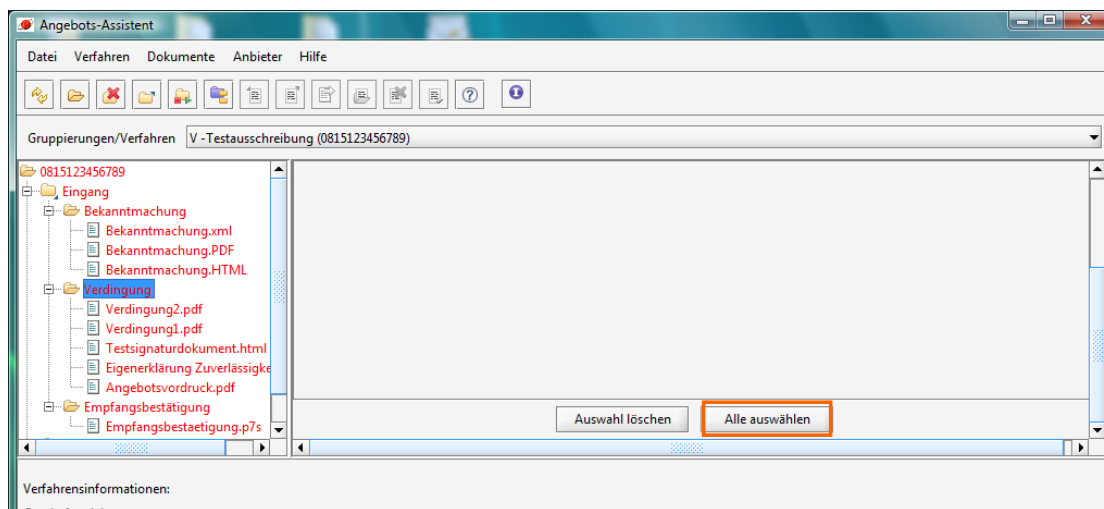 Angebots-Assistent
Datei Verfahren Dokumente Anbieter Hilfe
Gruppierungen/Verfahren V -Testausschreibung (0815123456789)
0815123456789
Eingang
Bekanntmachung
Bekanntmachung.xml
Bekanntmachung.PDF
Bekanntmachung.HTML
Verdingung
Verdingung2.pdf
Verdingung1.pdf
Testsignaturdokument.html
Eigenerklärung Zuverlässigke
Angebotsvordruck.pdf
Empfangsbestätigung
Empfangsbestaetigung.p7s
Auswahl löschen Alle auswählen
Verfahrensinformationen: